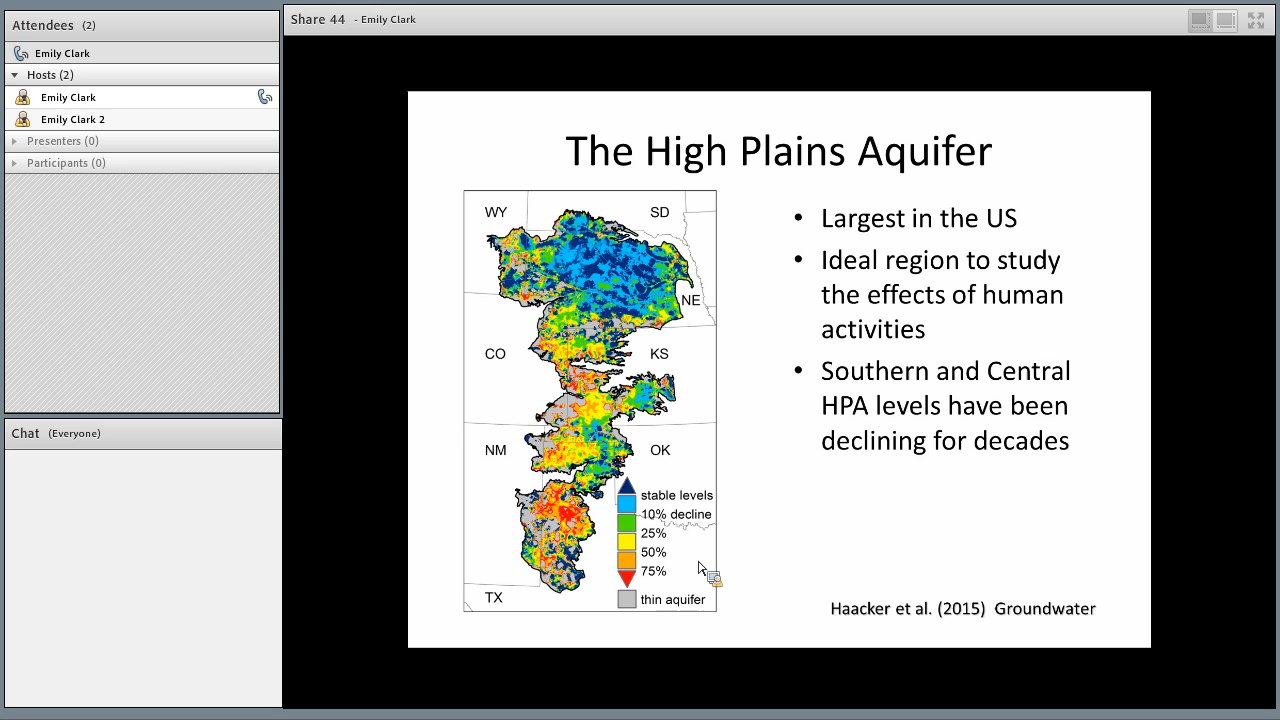 Attendees (2)
Emily Clark
Hosts (2)
Emily Clark
Emily Clark 2
Presenters (0)
Participants (0)
Chat (Everyone)
Share 44 - Emily Clark
The High Plains Aquifer
WY
SD
NE
CO
KS
NM
OK
TX
stable levels
10% decline
25%
50%
75%
thin aquifer
• Largest in the US
• Ideal region to study
the effects of human
activities
• Southern and Central
HPA levels have been
declining for decades
Haacker et al. (2015) Groundwater